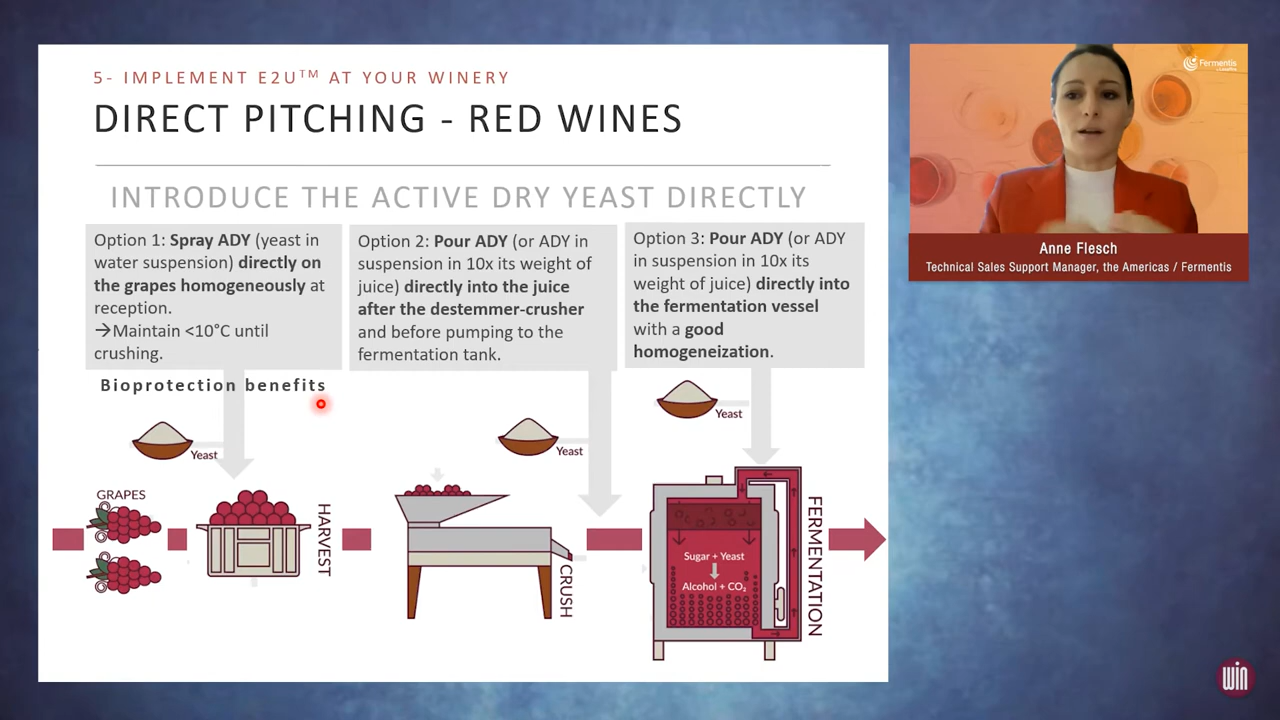 5- IMPLEMENT E2U™ AT YOUR WINERY
DIRECT PITCHING - RED WINES
INTRODUCE THE ACTIVE DRY YEAST DIRECTLY
Option 1: Spray ADY (yeast in
water suspension) directly on
the grapes homogeneously at
reception.
→Maintain <10°C until
crushing.
Bioprotection benefits
Option 2: Pour ADY (or ADY in
suspension in 10x its weight of
juice) directly into the juice
after the destemmer-crusher
and before pumping to the
fermentation tank.
Option 3: Pour ADY (or ADY
in suspension in 10x its
weight of juice) directly into
the fermentation vessel
with a good
homogeneization.
Yeast
Yeast
Yeast
GRAPES
HARVEST
CRUSH
Sugar + Yeast
Alcohol + CO₂
FERMENTATION
Fermentis
Anne Flesch
Technical Sales Support Manager, the Americas / Fermentis
win